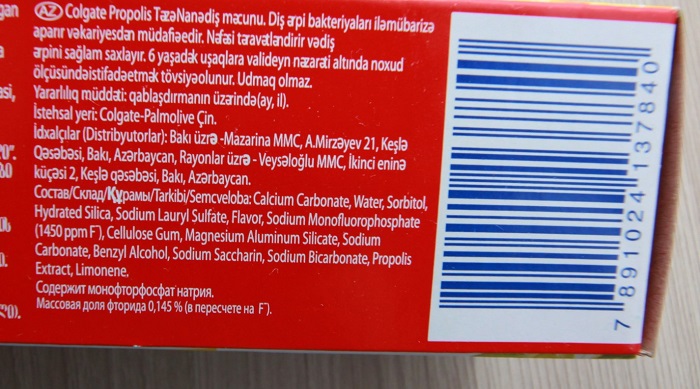 AZ Colgate Propolis TəzəNanədiş məcunu. Diş ərpi bakteriyaları iləmübarizə
aparır vəkariyesdən müdafiəedir. Nəfəsi təravətləndirir vədiş
ərpini sağlam saxlayır. 6 yaşadək uşaqlara valideyn nəzarəti altında noxud
ölçüsündəistifadəetmək tövsiyəolunur. Udmaq olmaz.
Yararlılıq müddəti: qablaşdırmanın üzərində(ay, il).
İstehsal yeri: Colgate-Palmolive Çin.
İdxalçılar (Distribyutorlar): Bakı üzrə -Mazarina MMC, A.Mirzəyev 21, Keşlə
Qəsəbəsi, Bakı, Azərbaycan, Rayonlar üzrə - Veysəloğlu MMC, İkinci eninə
küçəsi 2, Keşlə qəsəbəsi, Bakı, Azərbaycan.
Состав/Склад/Құрамы/Tarkibi/Semcveloba: Calcium Carbonate, Water, Sorbitol,
Hydrated Silica, Sodium Lauryl Sulfate, Flavor, Sodium Monofluorophosphate
(1450 ppm F⁻), Cellulose Gum, Magnesium Aluminum Silicate, Sodium
Carbonate, Benzyl Alcohol, Sodium Saccharin, Sodium Bicarbonate, Propolis
Extract, Limonene.
Содержит монофторфосфат натрия.
Массовая доля фторида 0,145 % (в пересчете на F⁻).
7 891024 137840